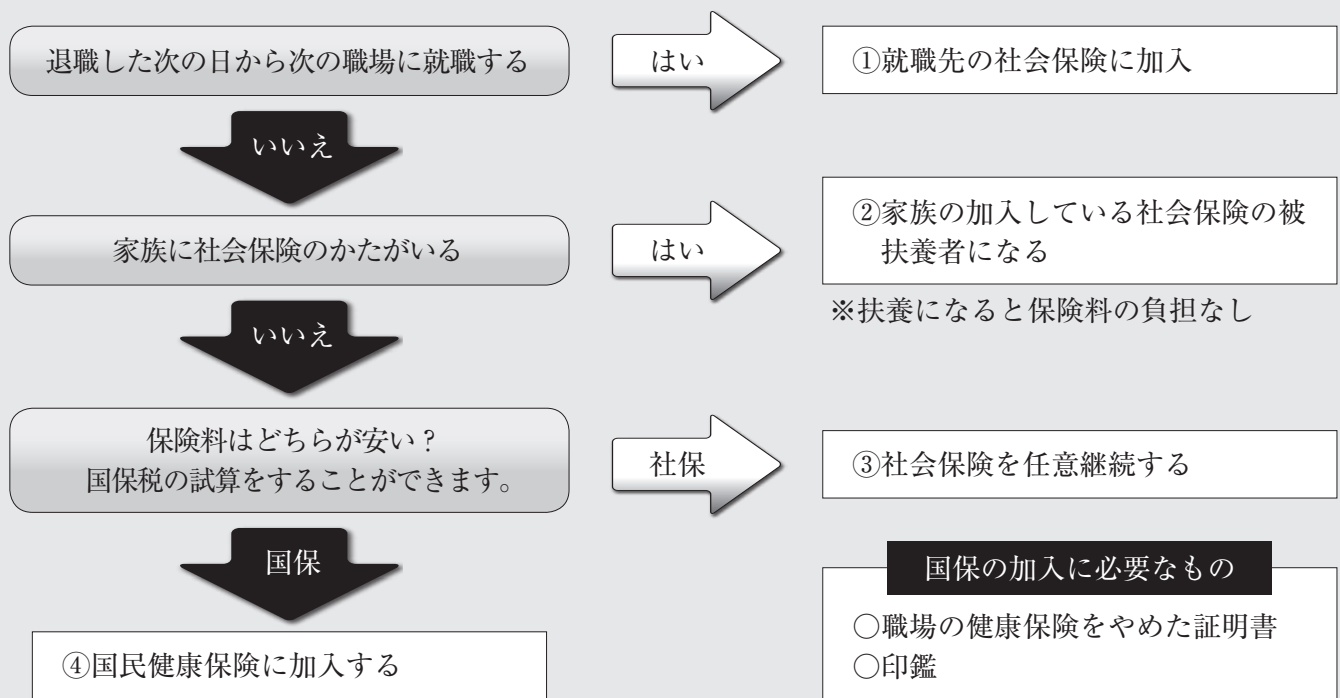 退職した次の日から次の職場に就職する
はい
①就職先の社会保険に加入
いいえ
家族に社会保険のかたがいる
はい
②家族の加入している社会保険の被
扶養者になる
※扶養になると保険料の負担なし
いいえ
保険料はどちらが安い?
国保税の試算をすることができます。
社保
③社会保険を任意継続する
国保
④国民健康保険に加入する
国保の加入に必要なもの
○職場の健康保険をやめた証明書
○印鑑